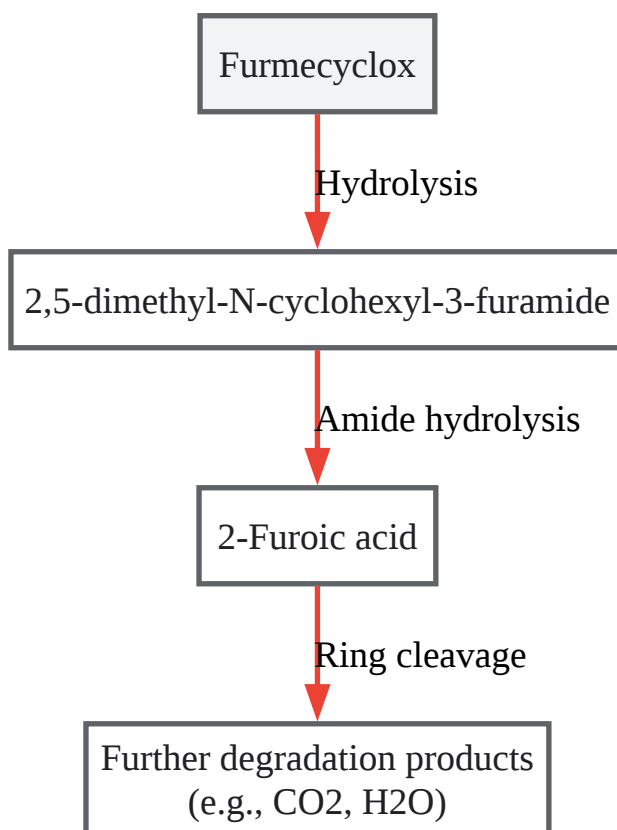 Furmecyclox
Hydrolysis
2,5-dimethyl-N-cyclohexyl-3-furamide
Amide hydrolysis
2-Furoic acid
Ring cleavage
Further degradation products
(e.g., CO2, H2O)